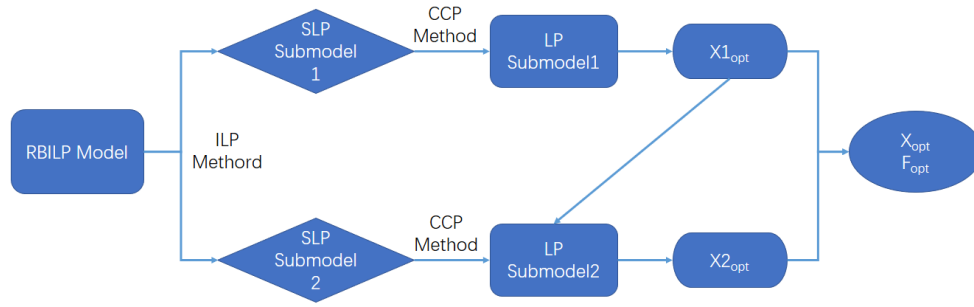 RBILP Model
ILP
Methord
SLP
Submodel
1
CCP
Method
LP
Submodel1
X1opt
SLP
Submodel
2
CCP
Method
LP
Submodel2
X2opt
Xopt
Fopt